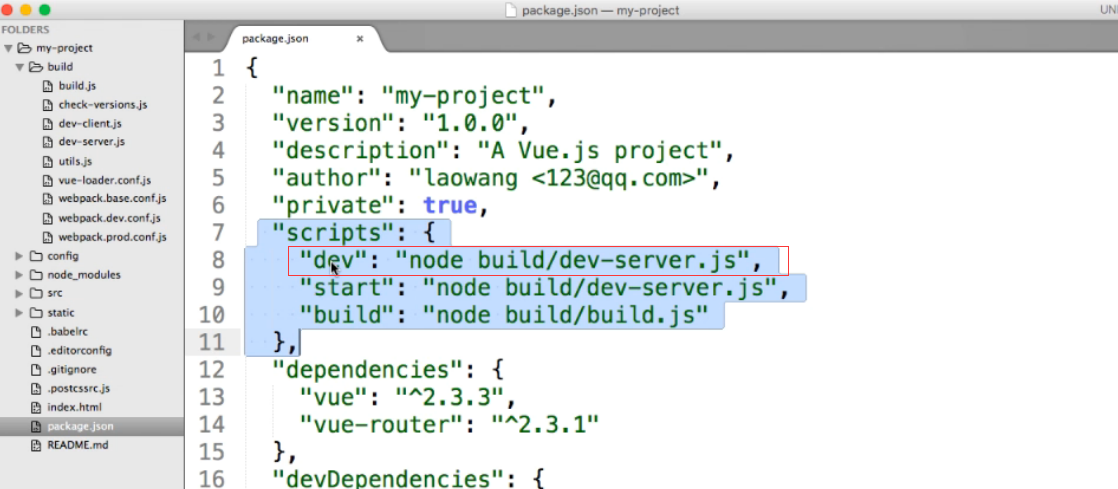 package.json — my-project
UN
FOLDERS
my-project
build
build.js
check-versions.js
dev-client.js
dev-server.js
utils.js
vue-loader.conf.js
webpack.base.conf.js
webpack.dev.conf.js
webpack.prod.conf.js
config
node_modules
src
static
.babelrc
.editorconfig
.gitignore
.postcssrc.js
index.html
package.json
README.md
package.json ×
1 {
2 "name": "my-project",
3 "version": "1.0.0",
4 "description": "A Vue.js project",
5 "author": "laowang <123@qq.com>",
6 "private": true,
7 "scripts": {
8 "dev": "node build/dev-server.js",
9 "start": "node build/dev-server.js",
10 "build": "node build/build.js"
11 },
12 "dependencies": {
13 "vue": "^2.3.3",
14 "vue-router": "^2.3.1"
15 },
16 "devDependencies": {